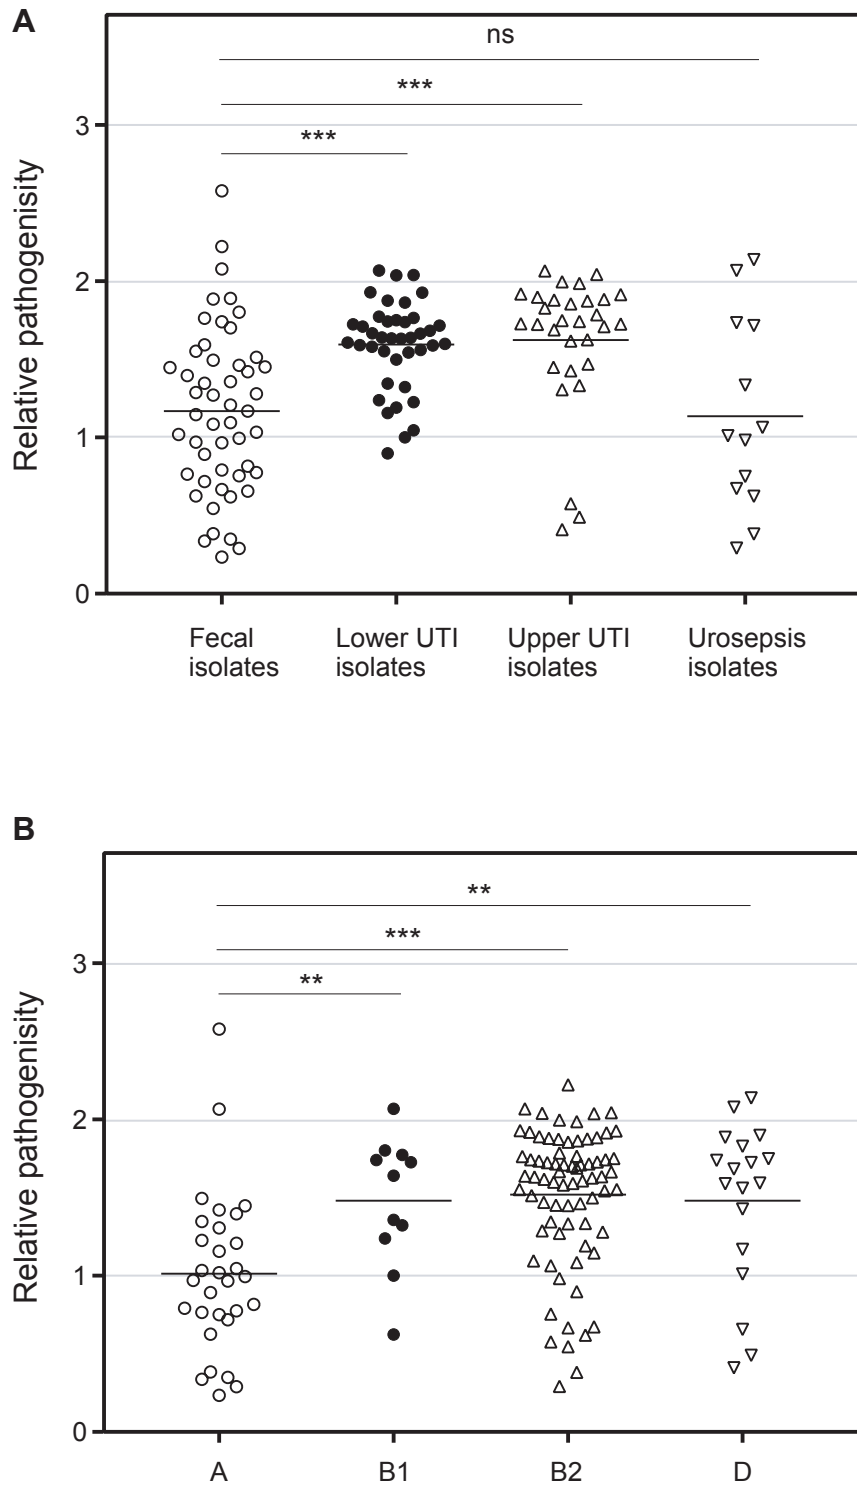 A
ns
***
***
3
2
1
0
Relative pathogenisity
Fecal
isolates
Lower UTI
isolates
Upper UTI
isolates
Urosepsis
isolates
B
**
***
**
3
2
1
0
Relative pathogenisity
A
B1
B2
D